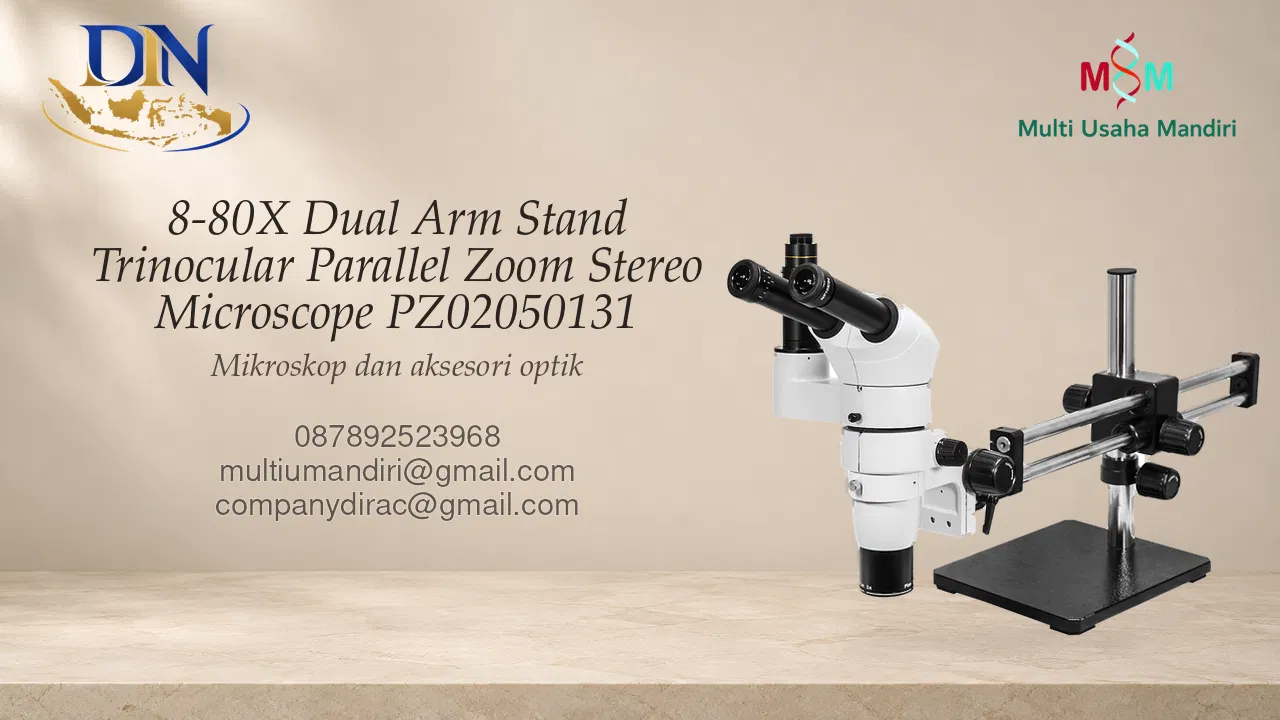 DN
M M
Multi Usaha Mandiri
8-80X Dual Arm Stand
Trinocular Parallel Zoom Stereo
Microscope PZ02050131
Mikroskop dan aksesori optik
087892523968
multiumandiri@gmail.com
companydirac@gmail.com